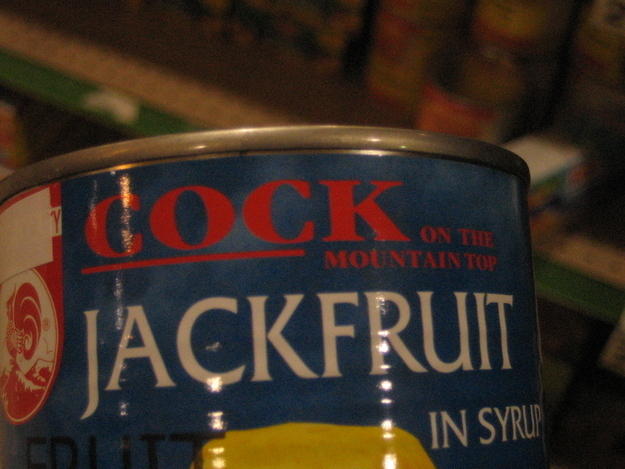 COCK ON THE
MOUNTAIN TOP
JACKFRUIT
IN SYRUP